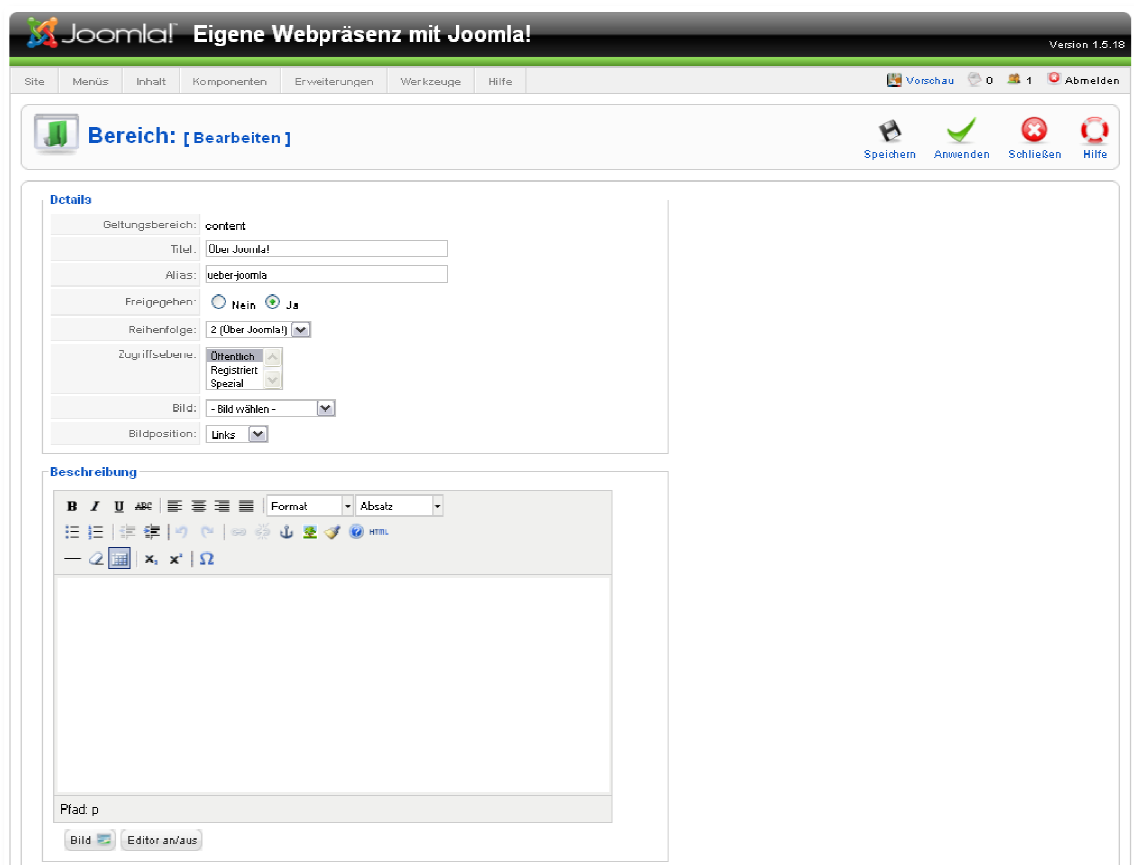 Joomla! Eigene Webpräsenz mit Joomla!
Version 1.5.18
Site Menüs Inhalt Komponenten Erweiterungen Werkzeuge Hilfe Vorschau 0 1 Abmelden
Bereich: [ Bearbeiten ]
Speichern Anwenden Schließen Hilfe
Details
Geltungsbereich: content
Titel: Über Joomla!
Alias: ueber-joomla
Freigegeben: Nein Ja
Reihenfolge: 2 (Über Joomla!)
Zugriffsebene: Öffentlich
Registriert
Spezial
Bild: - Bild wählen -
Bildposition: Links
Beschreibung
B I U ABC Format Absatz
HTML
x₂ x² Ω
Pfad: p
Bild Editor an/aus